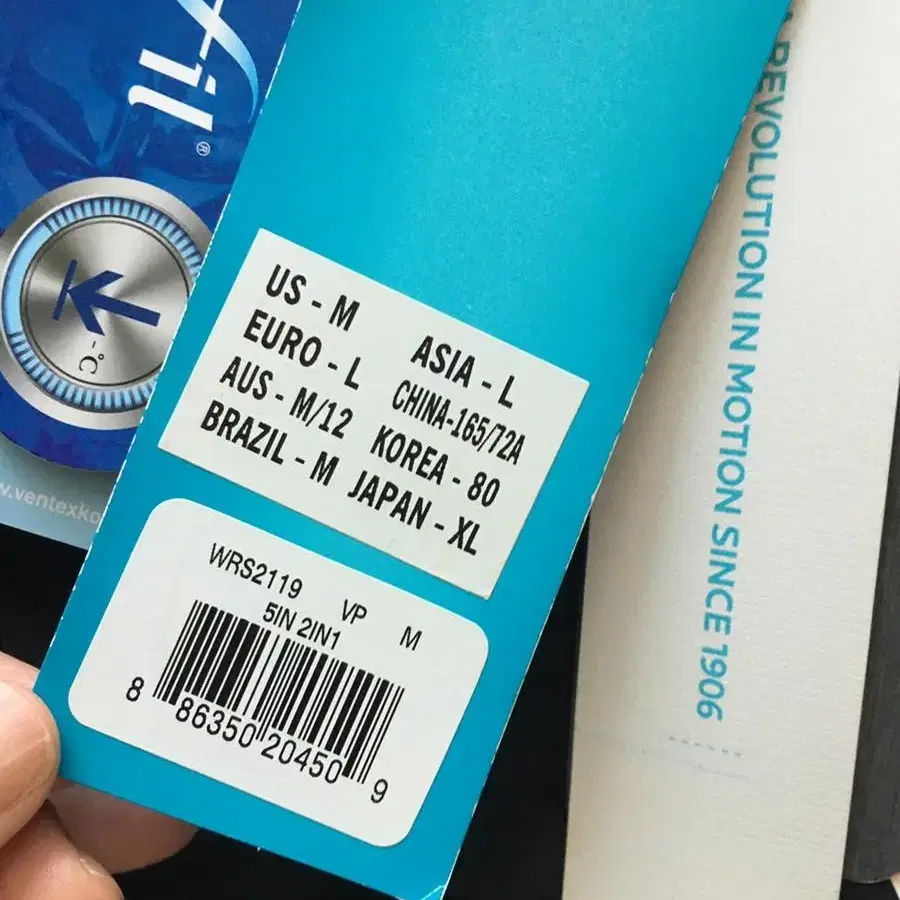 fil®
-℃
w.ventexko
REVOLUTION IN MOTION SINCE 1906
US - M
EURO - L
AUS - M/12
BRAZIL - M
ASIA - L
CHINA-165/72A
KOREA - 80
JAPAN - XL
WRS2119 VP M
5IN 2IN1
8 86350 20450 9